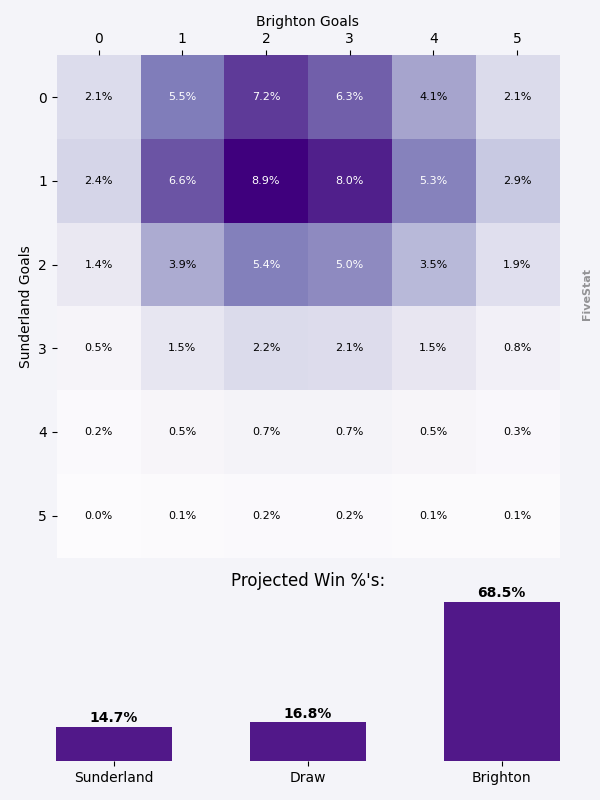 Brighton Goals
0 1 2 3 4 5
0 2.1% 5.5% 7.2% 6.3% 4.1% 2.1%
1 2.4% 6.6% 8.9% 8.0% 5.3% 2.9%
2 1.4% 3.9% 5.4% 5.0% 3.5% 1.9%
3 0.5% 1.5% 2.2% 2.1% 1.5% 0.8%
4 0.2% 0.5% 0.7% 0.7% 0.5% 0.3%
5 0.0% 0.1% 0.2% 0.2% 0.1% 0.1%
Sunderland Goals
FiveStat
Projected Win %'s:
14.7% 16.8% 68.5%
Sunderland Draw Brighton